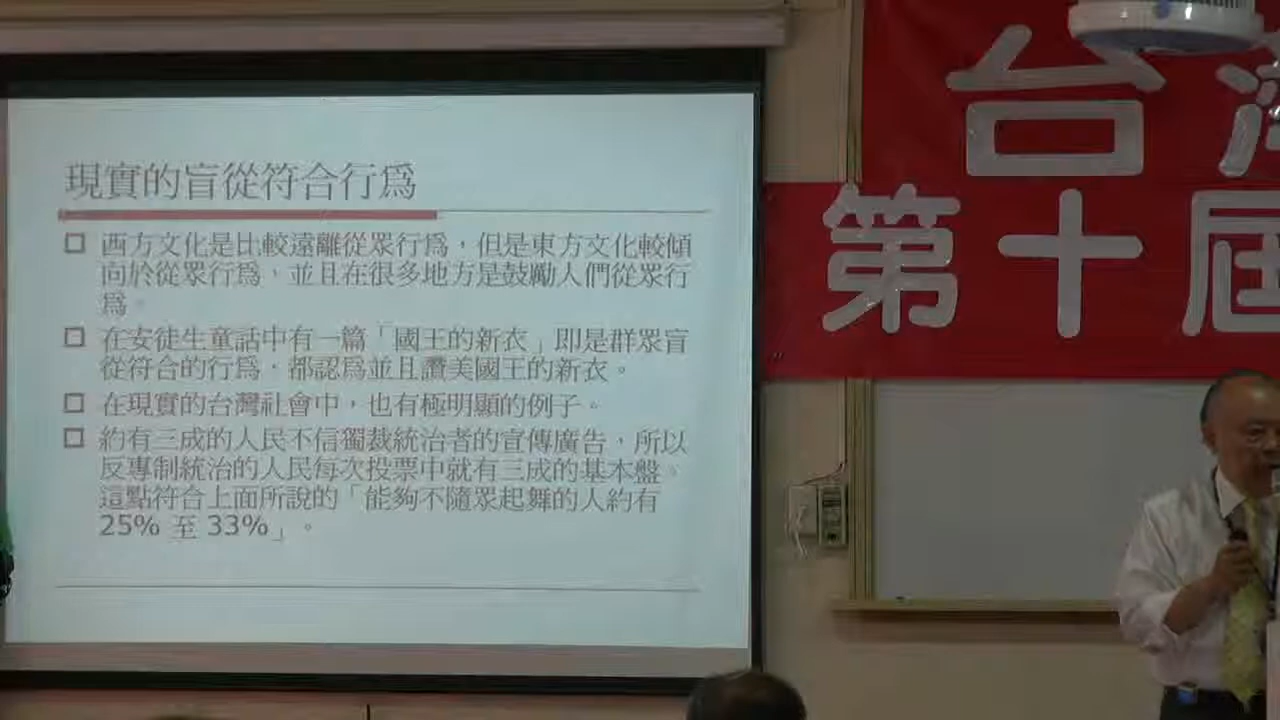 現實的盲從符合行為
西方文化是比較遠離從眾行為，但是東方文化較傾
向於從眾行為，並且在很多地方是鼓勵人們從眾行
為。
在安徒生童話中有一篇「國王的新衣」即是群眾盲
從符合的行為，都認為並且讚美國王的新衣。
在現實的台灣社會中，也有極明顯的例子。
約有三成的人民不信獨裁統治者的宣傳廣告，所以
反專制統治的人民每次投票中就有三成的基本盤。
這點符合上面所說的「能夠不隨眾起舞的人約有
25% 至 33%」。
台
第十屆